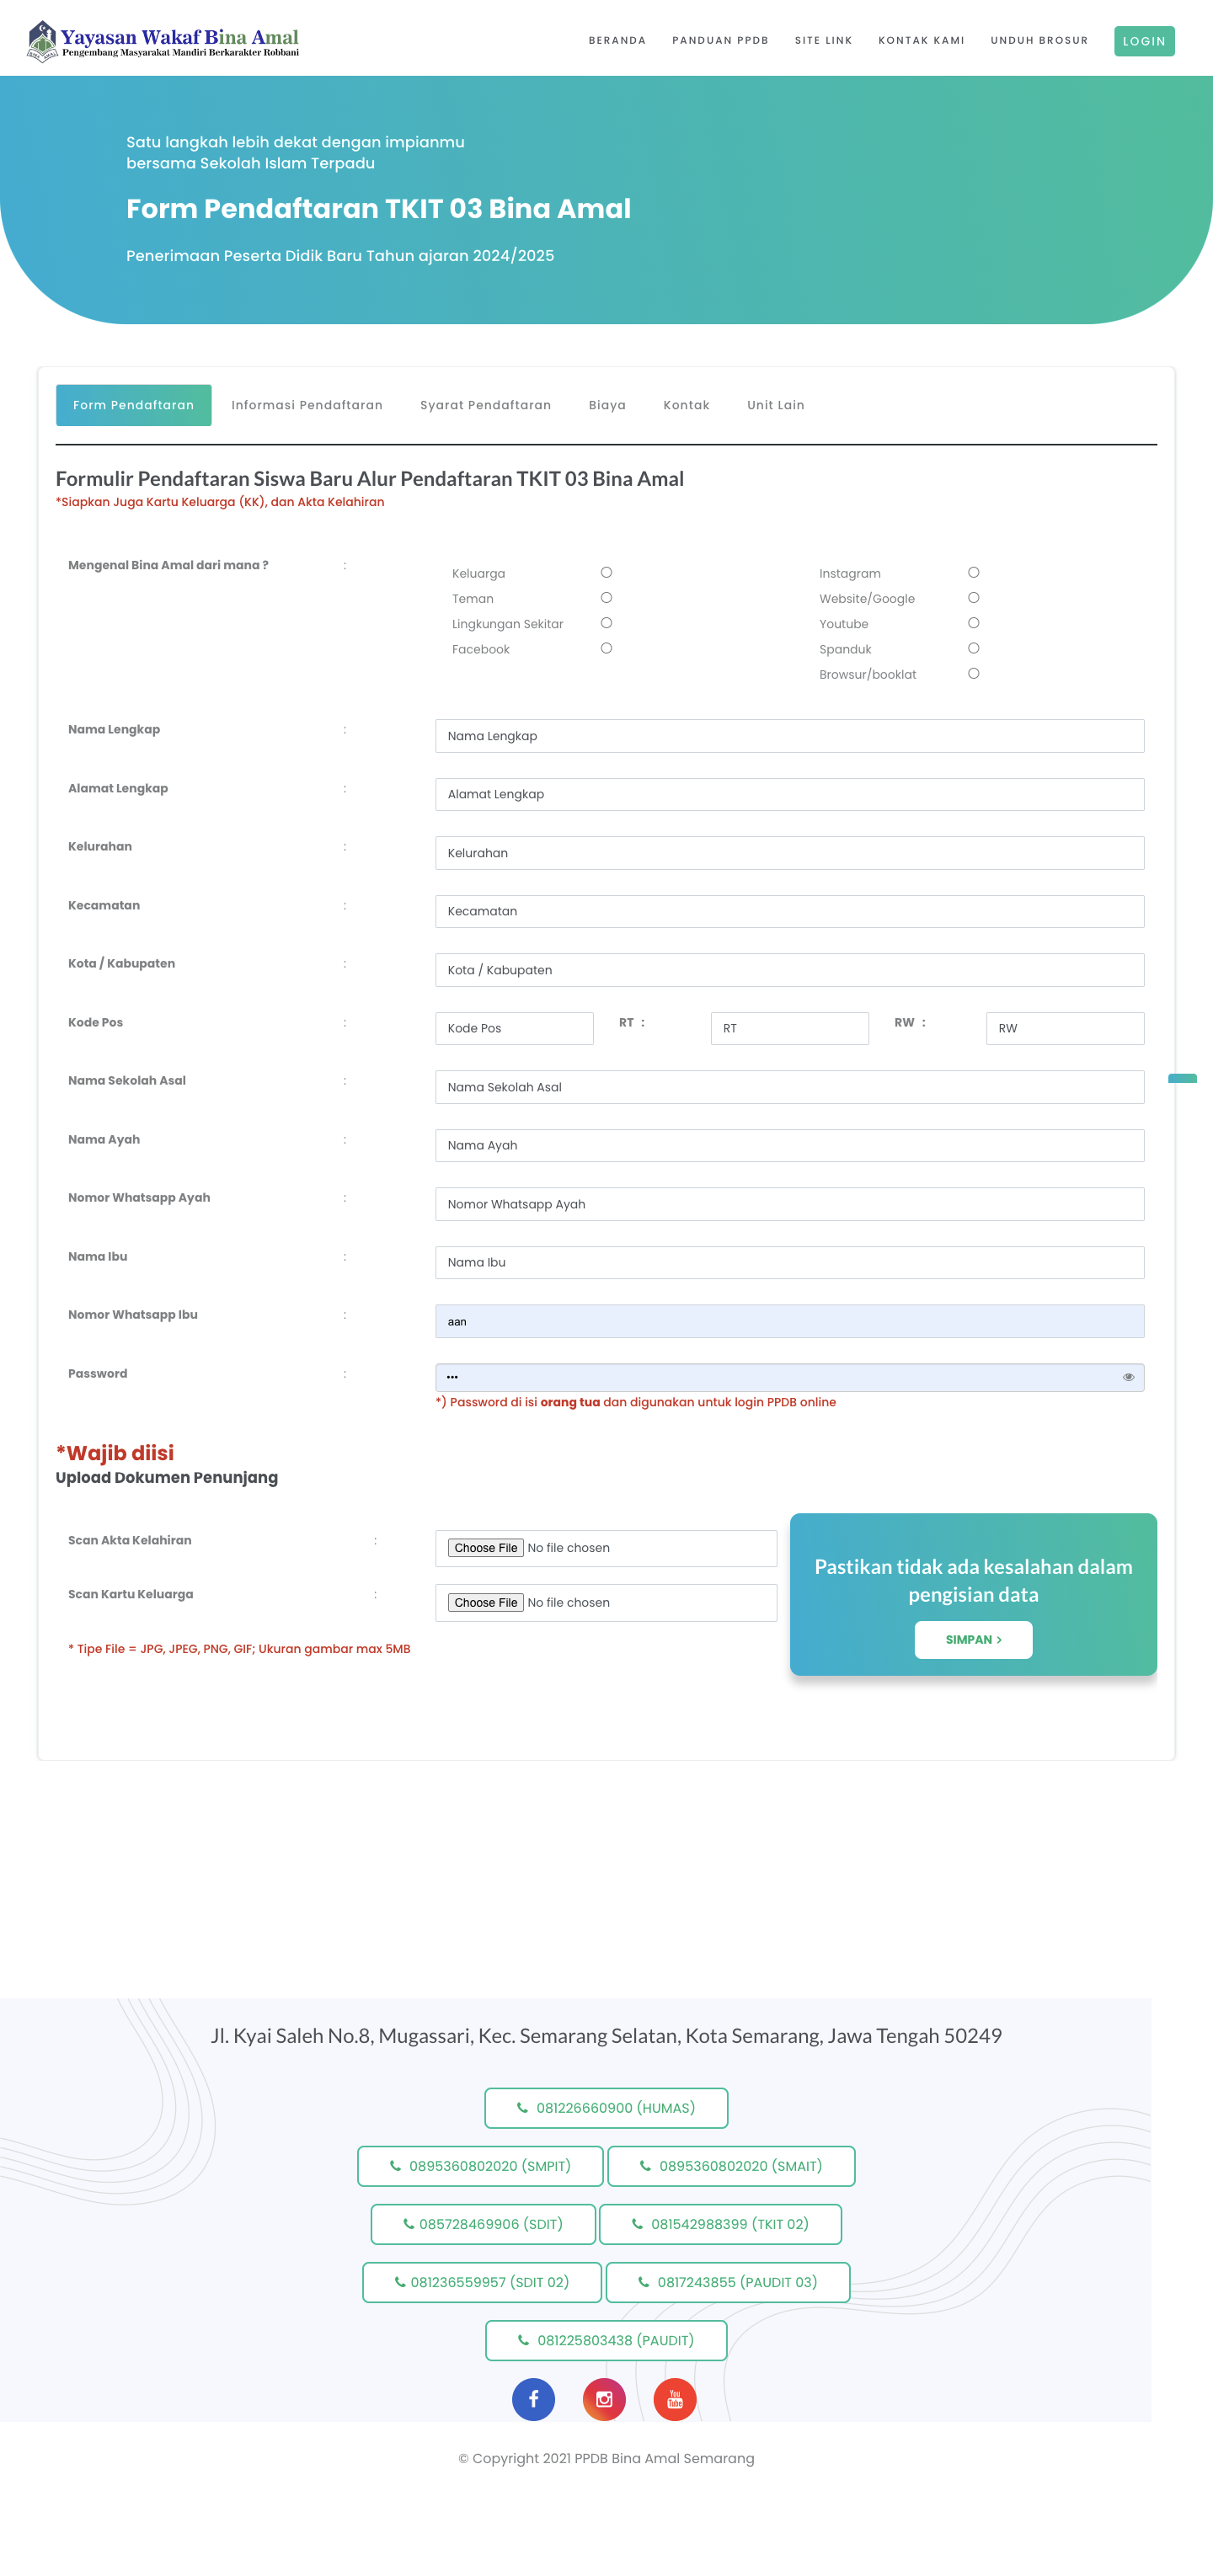 Yayasan Wakaf Bina Amal
Pengembang Masyarakat Mandiri Berkarakter Robbani
BERANDA PANDUAN PPDB SITE LINK KONTAK KAMI UNDUH BROSUR LOGIN
Satu langkah lebih dekat dengan impianmu
bersama Sekolah Islam Terpadu
Form Pendaftaran TKIT 03 Bina Amal
Penerimaan Peserta Didik Baru Tahun ajaran 2024/2025
Form Pendaftaran Informasi Pendaftaran Syarat Pendaftaran Biaya Kontak Unit Lain
Formulir Pendaftaran Siswa Baru Alur Pendaftaran TKIT 03 Bina Amal
*Siapkan Juga Kartu Keluarga (KK), dan Akta Kelahiran
Mengenal Bina Amal dari mana ? :
Keluarga Instagram
Teman Website/Google
Lingkungan Sekitar Youtube
Facebook Spanduk
Browsur/booklat
Nama Lengkap : Nama Lengkap
Alamat Lengkap : Alamat Lengkap
Kelurahan : Kelurahan
Kecamatan : Kecamatan
Kota / Kabupaten : Kota / Kabupaten
Kode Pos : Kode Pos RT : RT RW : RW
Nama Sekolah Asal : Nama Sekolah Asal
Nama Ayah : Nama Ayah
Nomor Whatsapp Ayah : Nomor Whatsapp Ayah
Nama Ibu : Nama Ibu
Nomor Whatsapp Ibu : aan
Password : •••
*) Password di isi orang tua dan digunakan untuk login PPDB online
*Wajib diisi
Upload Dokumen Penunjang
Scan Akta Kelahiran : Choose File No file chosen
Scan Kartu Keluarga : Choose File No file chosen
* Tipe File = JPG, JPEG, PNG, GIF; Ukuran gambar max 5MB
Pastikan tidak ada kesalahan dalam
pengisian data
SIMPAN >
Jl. Kyai Saleh No.8, Mugassari, Kec. Semarang Selatan, Kota Semarang, Jawa Tengah 50249
081226660900 (HUMAS)
0895360802020 (SMPIT) 0895360802020 (SMAIT)
085728469906 (SDIT) 081542988399 (TKIT 02)
081236559957 (SDIT 02) 0817243855 (PAUDIT 03)
081225803438 (PAUDIT)
You Tube
© Copyright 2021 PPDB Bina Amal Semarang